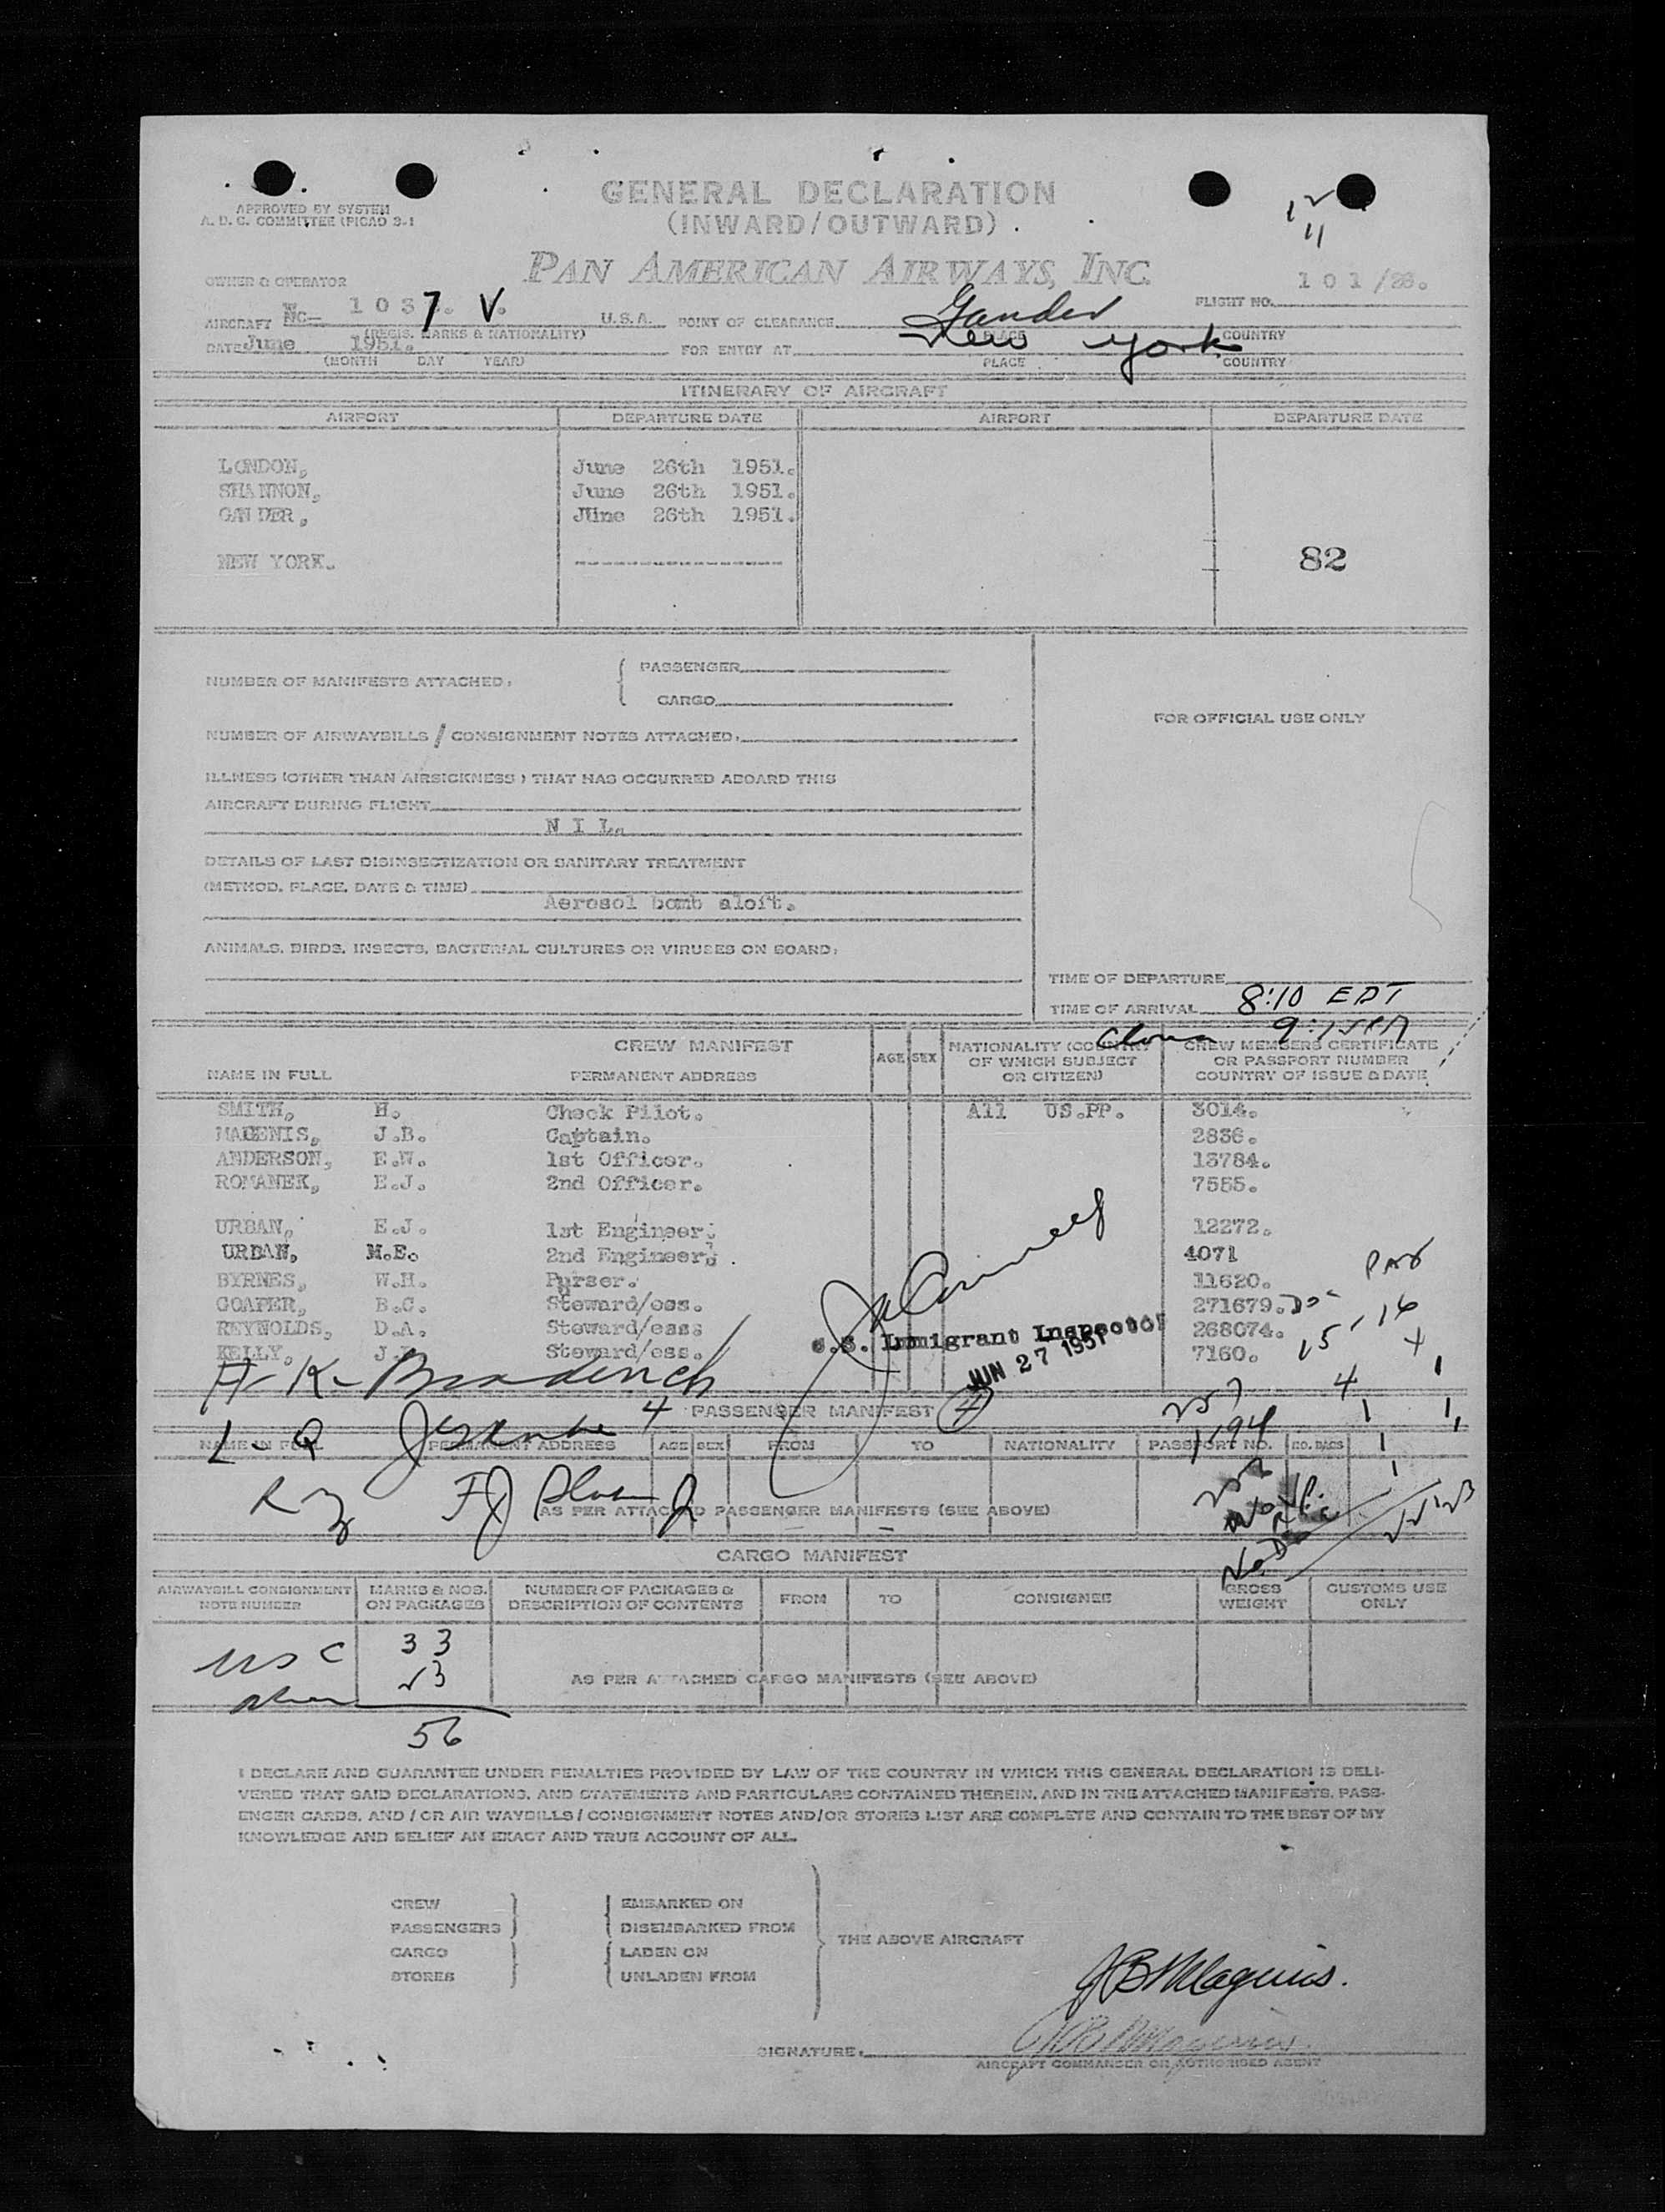 12
11
APPROVED BY SYSTEM
A. D. C. COMMITTEE (PICAO 2-1
GENERAL DECLARATION
(INWARD/OUTWARD)
PAN AMERICAN AIRWAYS, INC.
OWNER & OPERATOR
FLIGHT NO. 101/26.
AIRCRAFT NC- 1037. V. U.S.A.
(REGIS. MARKS & NATIONALITY)
POINT OF CLEARANCE Gander
PLACE COUNTRY
DATE June 1951.
(MONTH DAY YEAR)
FOR ENTRY AT New York
PLACE COUNTRY
ITINERARY OF AIRCRAFT
AIRPORT DEPARTURE DATE AIRPORT DEPARTURE DATE
LONDON, June 26th 1951.
SHANNON, June 26th 1951.
GANDER, June 26th 1951.
NEW YORK. --------------------
82
NUMBER OF MANIFESTS ATTACHED: PASSENGER
CARGO
FOR OFFICIAL USE ONLY
NUMBER OF AIRWAYBILLS / CONSIGNMENT NOTES ATTACHED:
ILLNESS (OTHER THAN AIRSICKNESS) THAT HAS OCCURRED ABOARD THIS
AIRCRAFT DURING FLIGHT
N I L.
DETAILS OF LAST DISINSECTIZATION OR SANITARY TREATMENT
(METHOD, PLACE, DATE & TIME)
Aerosol bomb aloft.
ANIMALS, BIRDS, INSECTS, BACTERIAL CULTURES OR VIRUSES ON BOARD:
TIME OF DEPARTURE
TIME OF ARRIVAL 8:10 EDT
CREW MANIFEST
NAME IN FULL PERMANENT ADDRESS AGE SEX NATIONALITY (COUNTRY OF WHICH SUBJECT OR CITIZEN) CREW MEMBERS CERTIFICATE OR PASSPORT NUMBER COUNTRY OF ISSUE & DATE
SMITH, H. Check Pilot. All US.PP. 3014.
MAGENIS, J.B. Captain. 2836.
ANDERSON, E.W. 1st Officer. 13784.
ROMANEK, E.J. 2nd Officer. 7555.
URBAN, E.J. 1st Engineer. 12272.
URBAN, M.E. 2nd Engineer. 4071
BYRNES, W.H. Purser. 11620.
GOAPER, B.C. Steward/ess. 271679.
REYNOLDS, D.A. Steward/ess. 268074.
KELLY, J. Steward/ess. 7160.
U.S. Immigrant Inspector
JUN 27 1951
4 PASSENGER MANIFEST 4
NAME IN FULL PERMANENT ADDRESS AGE SEX FROM TO NATIONALITY PASSPORT NO. NO. BAGS
AS PER ATTACHED PASSENGER MANIFESTS (SEE ABOVE)
CARGO MANIFEST
AIRWAYBILL CONSIGNMENT NOTE NUMBER MARKS & NOS. ON PACKAGES NUMBER OF PACKAGES & DESCRIPTION OF CONTENTS FROM TO CONSIGNEE GROSS WEIGHT CUSTOMS USE ONLY
USC 33
23
AS PER ATTACHED CARGO MANIFESTS (SEE ABOVE)
56
I DECLARE AND GUARANTEE UNDER PENALTIES PROVIDED BY LAW OF THE COUNTRY IN WHICH THIS GENERAL DECLARATION IS DELI-
VERED THAT SAID DECLARATIONS, AND STATEMENTS AND PARTICULARS CONTAINED THEREIN, AND IN THE ATTACHED MANIFESTS, PASS-
ENGER CARDS, AND / OR AIR WAYBILLS / CONSIGNMENT NOTES AND/OR STORES LIST ARE COMPLETE AND CONTAIN TO THE BEST OF MY
KNOWLEDGE AND BELIEF AN EXACT AND TRUE ACCOUNT OF ALL.
CREW EMBARKED ON
PASSENGERS DISEMBARKED FROM
THE ABOVE AIRCRAFT
CARGO LADEN ON
STORES UNLADEN FROM
SIGNATURE:
AIRCRAFT COMMANDER OR AUTHORISED AGENT